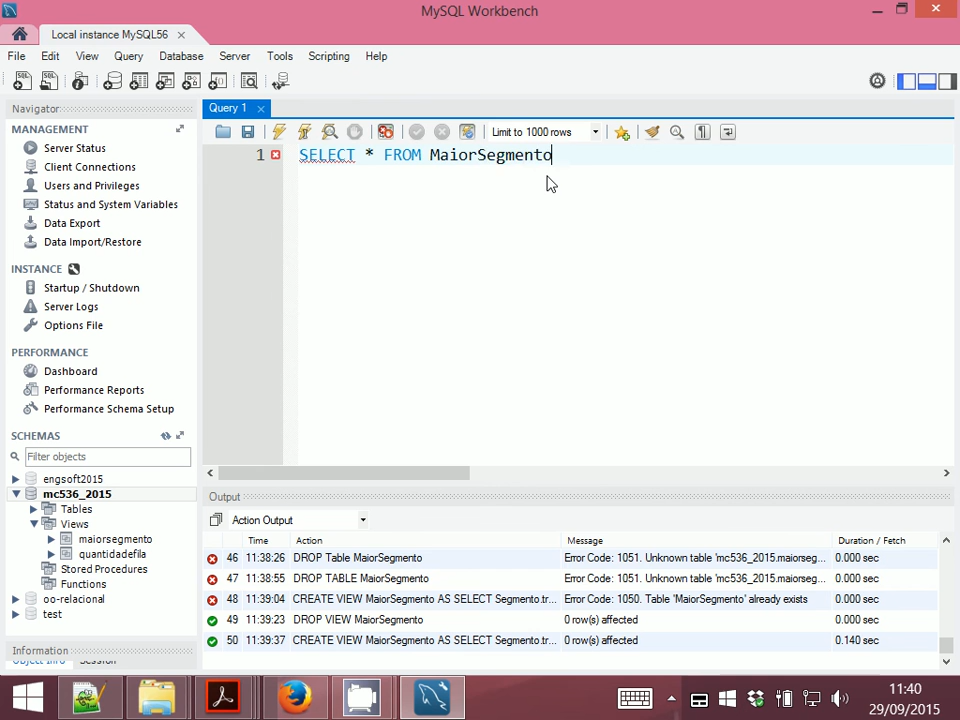 MySQL Workbench
Local instance MySQL56
File Edit View Query Database Server Tools Scripting Help
Navigator
MANAGEMENT
Server Status
Client Connections
Users and Privileges
Status and System Variables
Data Export
Data Import/Restore
INSTANCE
Startup / Shutdown
Server Logs
Options File
PERFORMANCE
Dashboard
Performance Reports
Performance Schema Setup
SCHEMAS
Filter objects
engsoft2015
mc536_2015
Tables
Views
maiorsegmento
quantidadefila
Stored Procedures
Functions
oo-relacional
test
Information
Object Info Session
Query 1
Limit to 1000 rows
1 SELECT * FROM MaiorSegmento
Output
Action Output
Time Action Message Duration / Fetch
46 11:38:26 DROP Table MaiorSegmento Error Code: 1051. Unknown table 'mc536_2015.maiorseg... 0.000 sec
47 11:38:55 DROP TABLE MaiorSegmento Error Code: 1051. Unknown table 'mc536_2015.maiorseg... 0.000 sec
48 11:39:04 CREATE VIEW MaiorSegmento AS SELECT Segmento.tr... Error Code: 1050. Table 'MaiorSegmento' already exists 0.000 sec
49 11:39:23 DROP VIEW MaiorSegmento 0 row(s) affected 0.000 sec
50 11:39:37 CREATE VIEW MaiorSegmento AS SELECT Segmento.tr... 0 row(s) affected 0.140 sec
11:40
29/09/2015